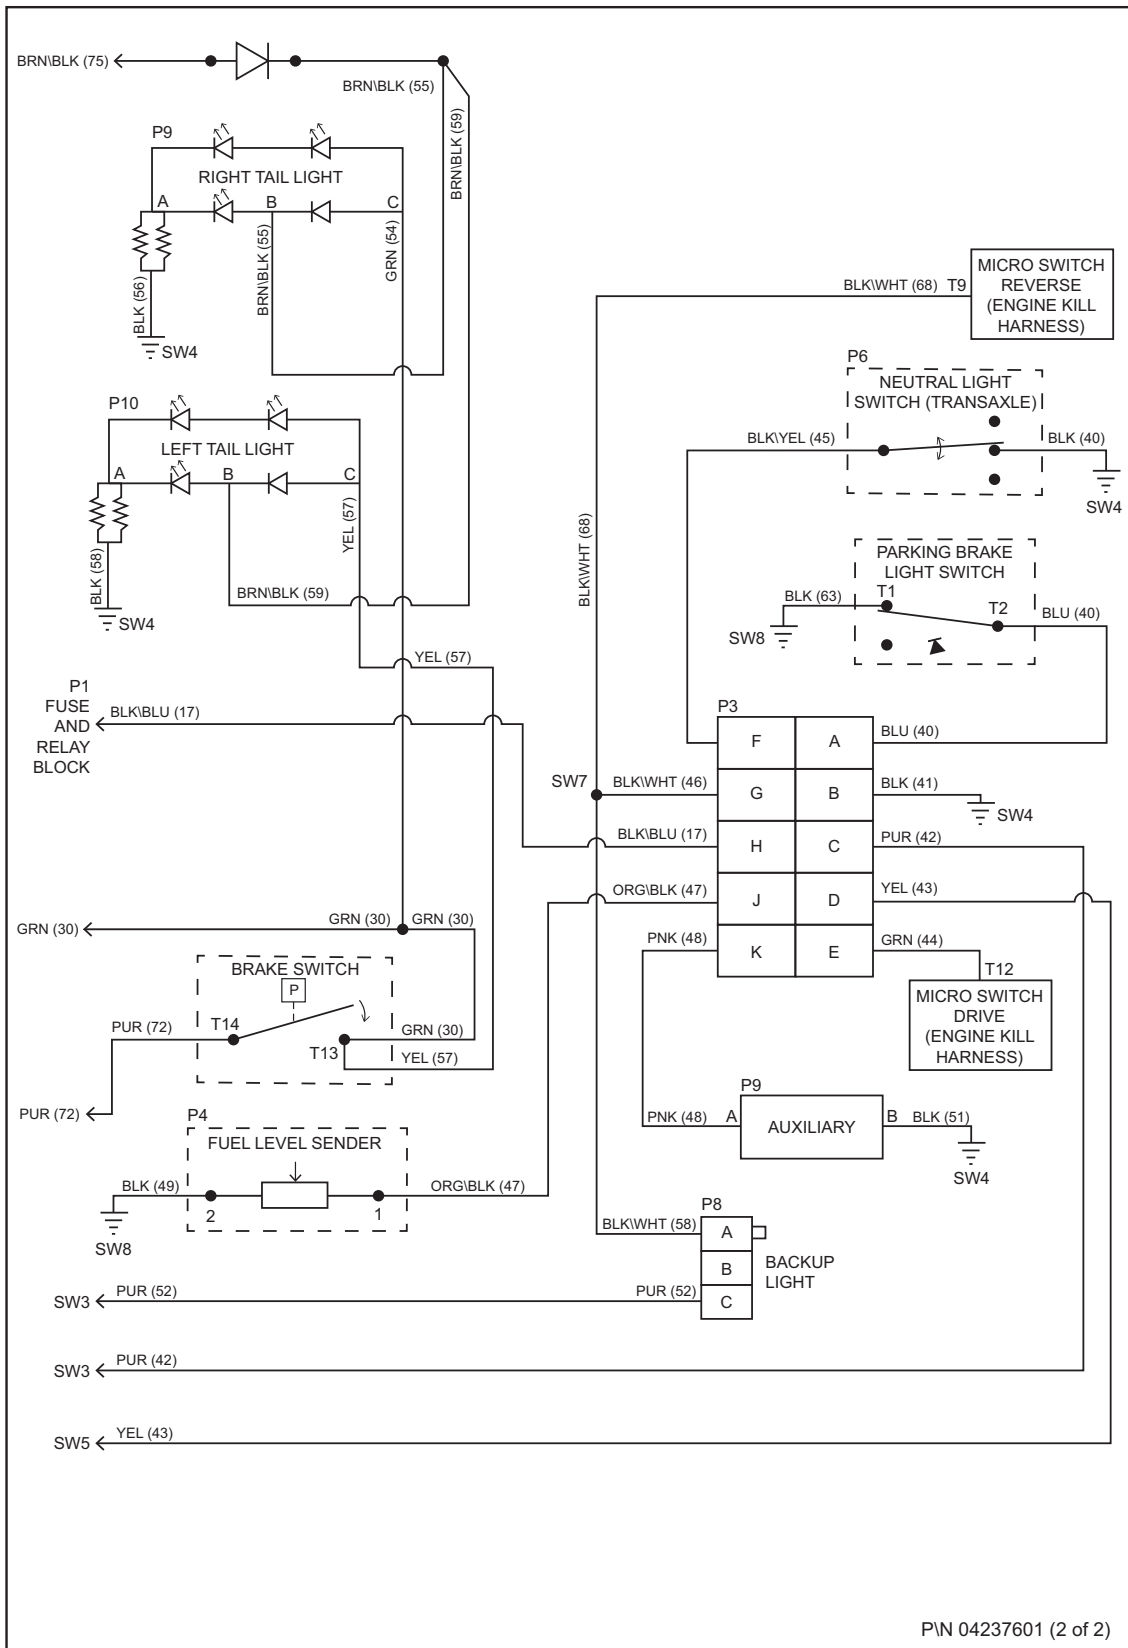 BRN\BLK (75)
BRN\BLK (55)
BRN\BLK (59)
P9
RIGHT TAIL LIGHT
A
B
C
BRN\BLK (55)
GRN (54)
BLK (56)
SW4
P10
LEFT TAIL LIGHT
A
B
C
YEL (57)
BLK (58)
BRN\BLK (59)
SW4
YEL (57)
P1
FUSE
AND
RELAY
BLOCK
BLK\BLU (17)
BLK\WHT (68)
T9
MICRO SWITCH
REVERSE
(ENGINE KILL
HARNESS)
P6
NEUTRAL LIGHT
SWITCH (TRANSAXLE)
BLK\YEL (45)
BLK (40)
SW4
BLK\WHT (68)
PARKING BRAKE
LIGHT SWITCH
BLK (63)
T1
T2
BLU (40)
SW8
P3
F
A
BLU (40)
SW7
BLK\WHT (46)
G
B
BLK (41)
SW4
BLK\BLU (17)
H
C
PUR (42)
ORG\BLK (47)
J
D
YEL (43)
PNK (48)
K
E
GRN (44)
T12
MICRO SWITCH
DRIVE
(ENGINE KILL
HARNESS)
GRN (30)
GRN (30)
GRN (30)
BRAKE SWITCH
P
PUR (72)
T14
GRN (30)
T13
YEL (57)
PUR (72)
P9
PNK (48)
A
AUXILIARY
B
BLK (51)
SW4
P4
FUEL LEVEL SENDER
BLK (49)
2
1
ORG\BLK (47)
SW8
P8
BLK\WHT (58)
A
B
C
BACKUP
LIGHT
SW3
PUR (52)
PUR (52)
SW3
PUR (42)
SW5
YEL (43)
P\N 04237601 (2 of 2)